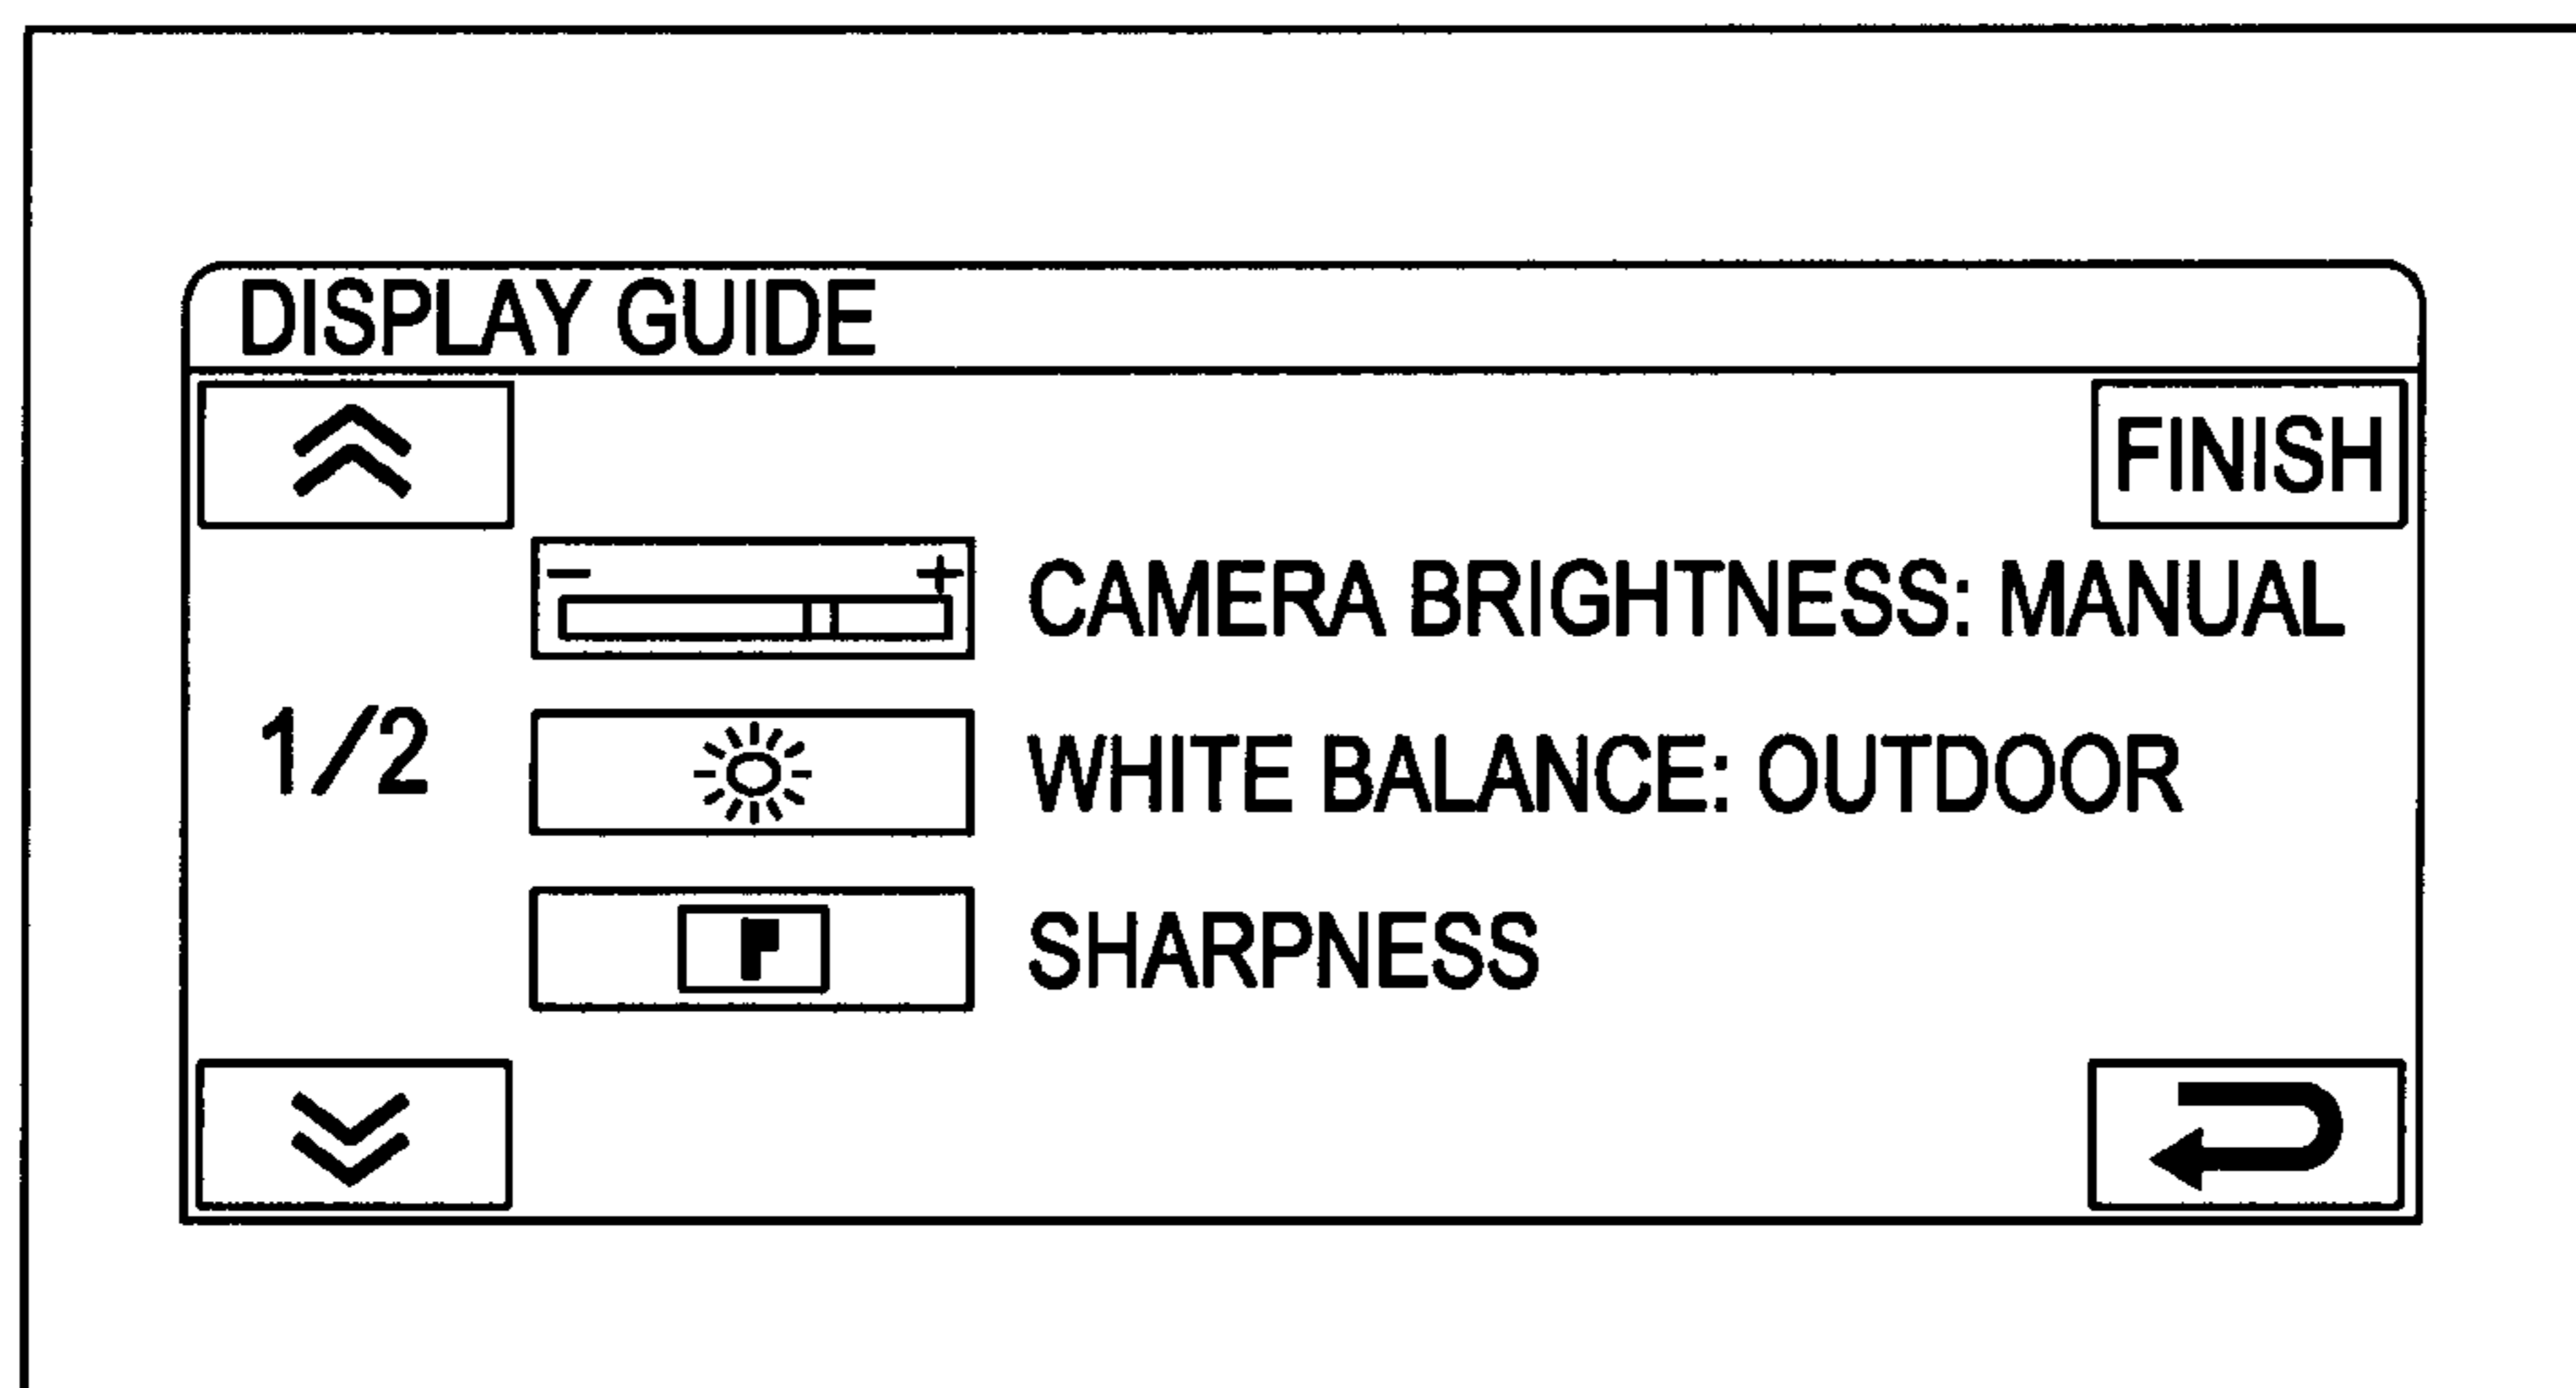 DISPLAY GUIDE
FINISH
− +
CAMERA BRIGHTNESS: MANUAL
1/2
WHITE BALANCE: OUTDOOR
SHARPNESS